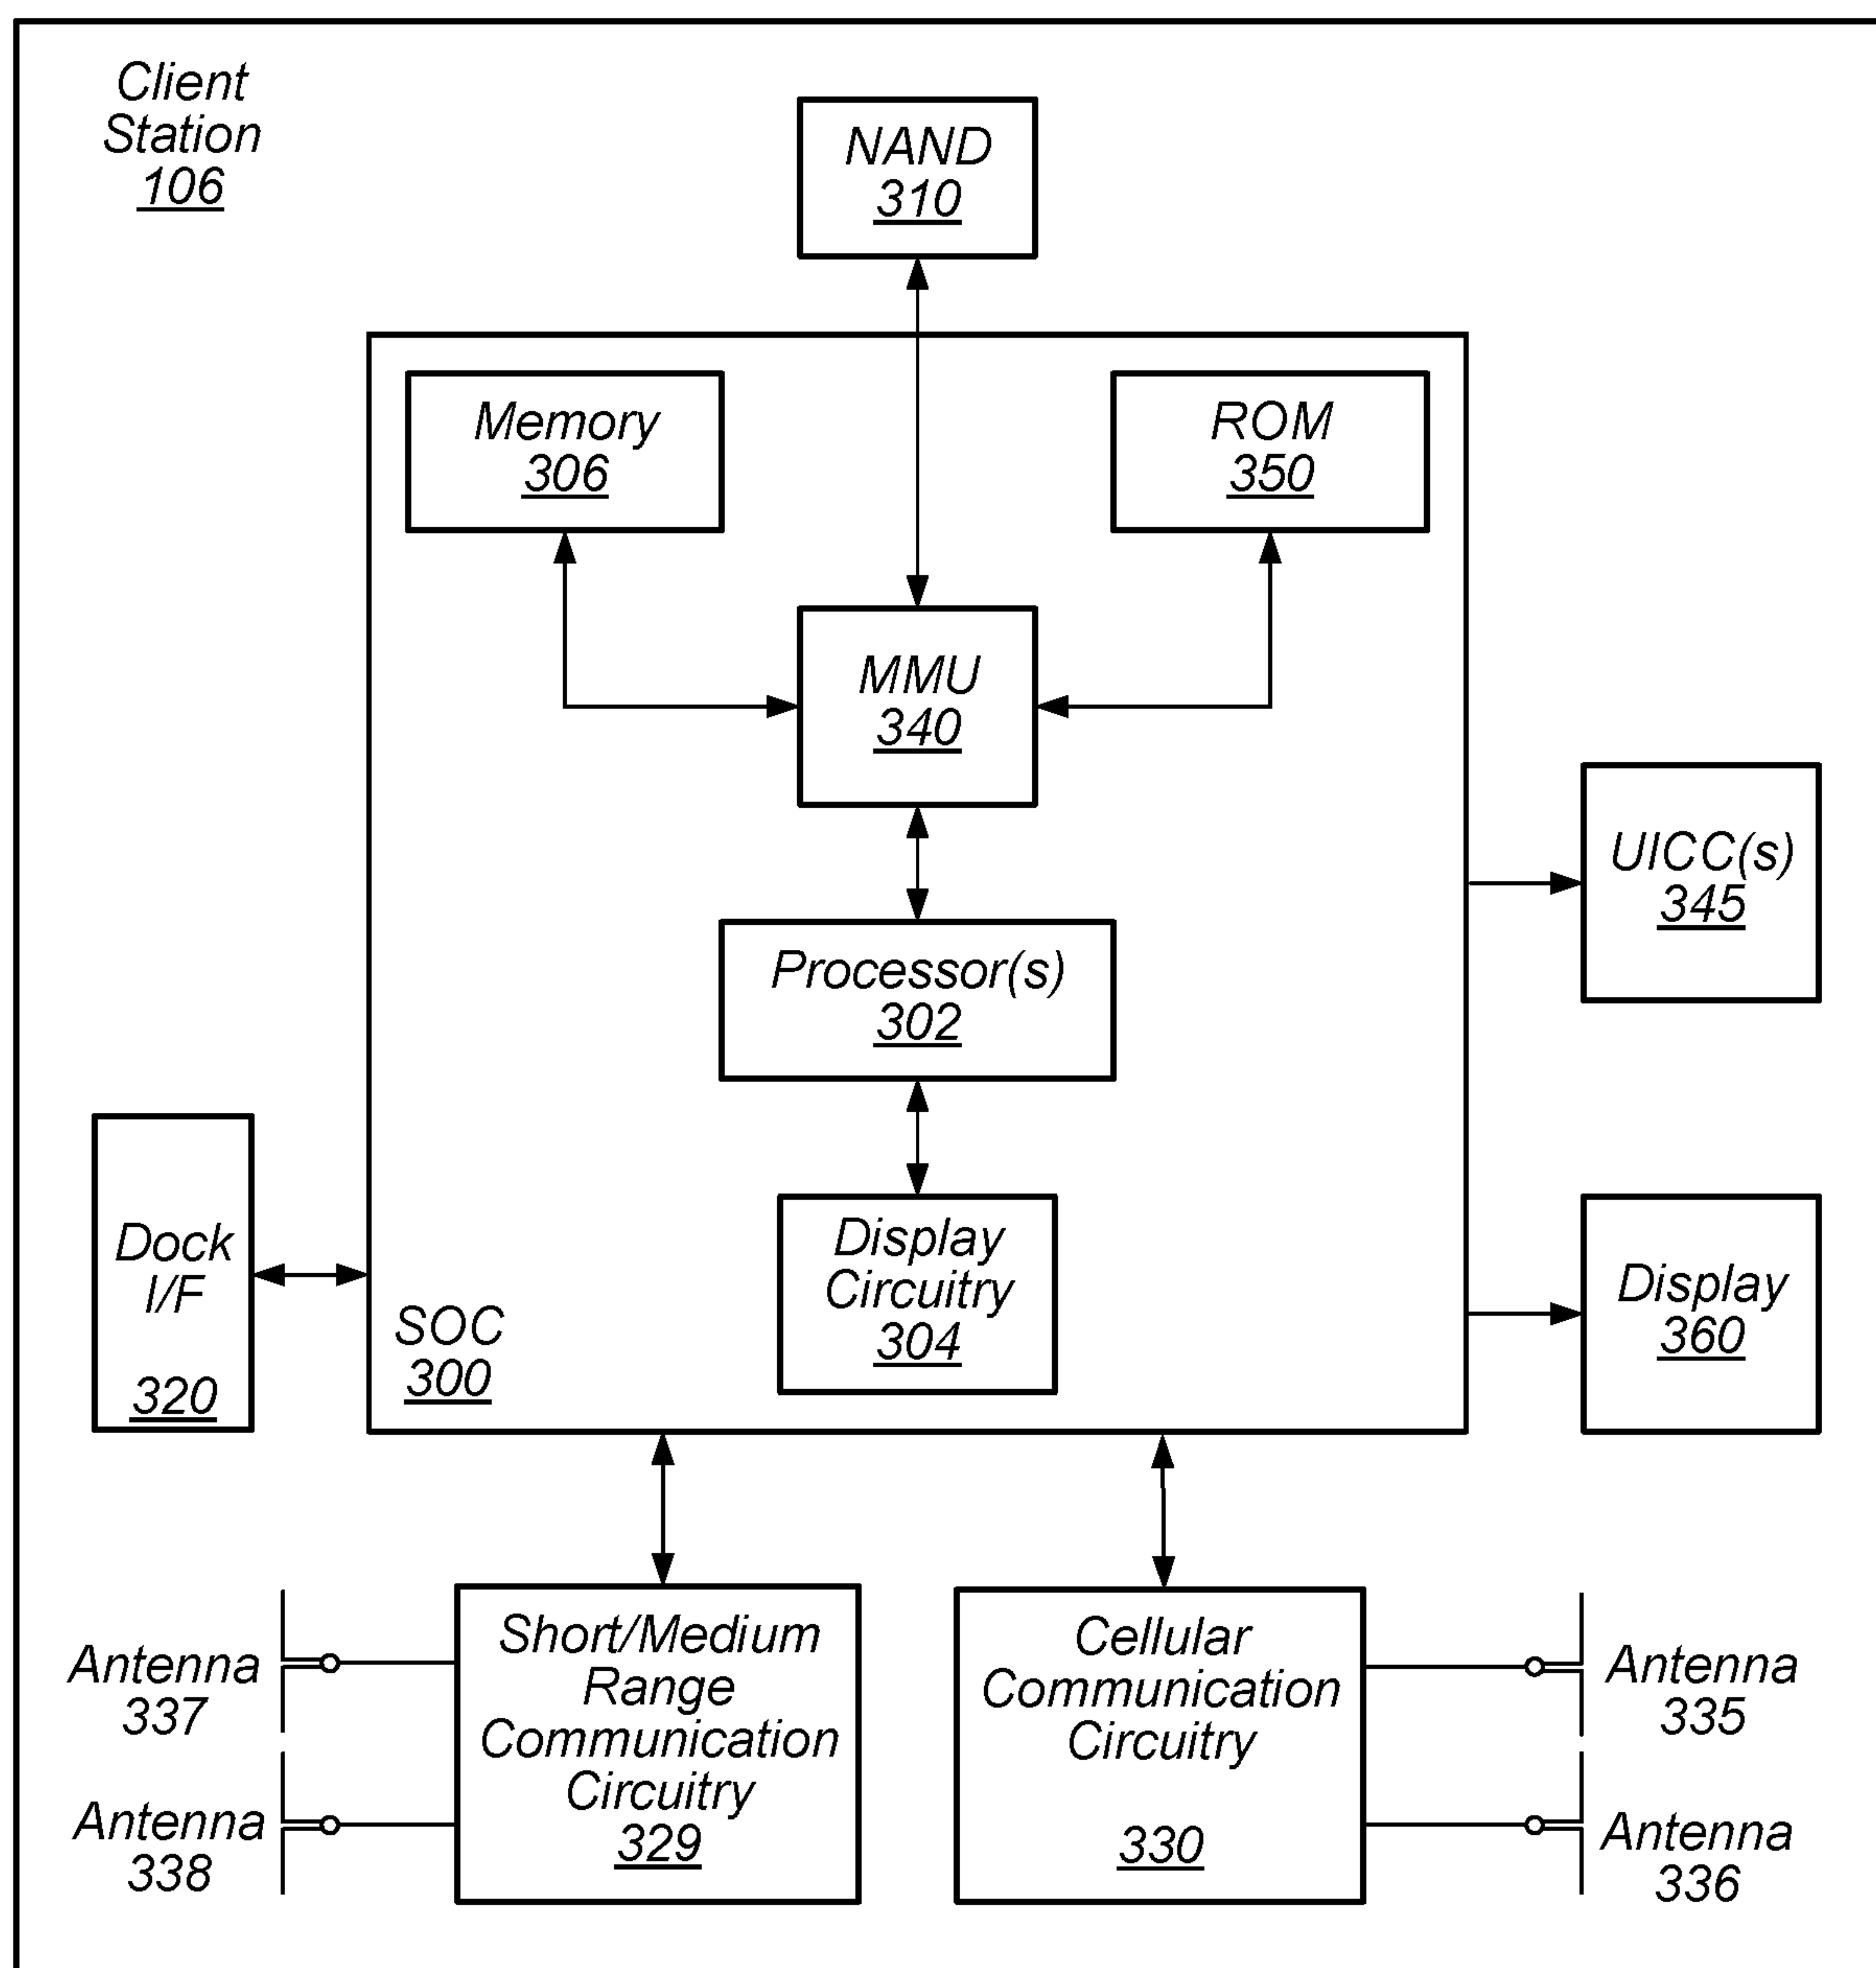 Client
Station
106
NAND
310
Memory
306
ROM
350
MMU
340
UICC(s)
345
Processor(s)
302
Dock
I/F
320
Display
Circuitry
304
SOC
300
Display
360
Short/Medium
Range
Communication
Circuitry
329
Cellular
Communication
Circuitry
330
Antenna
337
Antenna
338
Antenna
335
Antenna
336